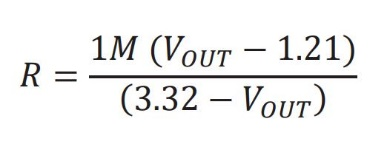 R = 1M (V_OUT − 1.21) / (3.32 − V_OUT)